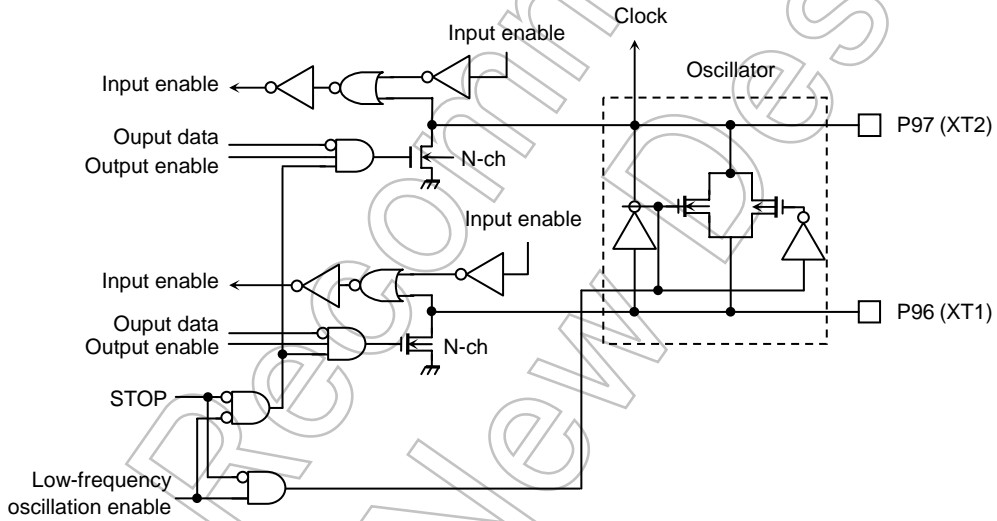 Clock
Input enable
Input enable
Oscillator
Ouput data
Output enable
N-ch
P97 (XT2)
Input enable
Input enable
Ouput data
Output enable
N-ch
P96 (XT1)
STOP
Low-frequency
oscillation enable